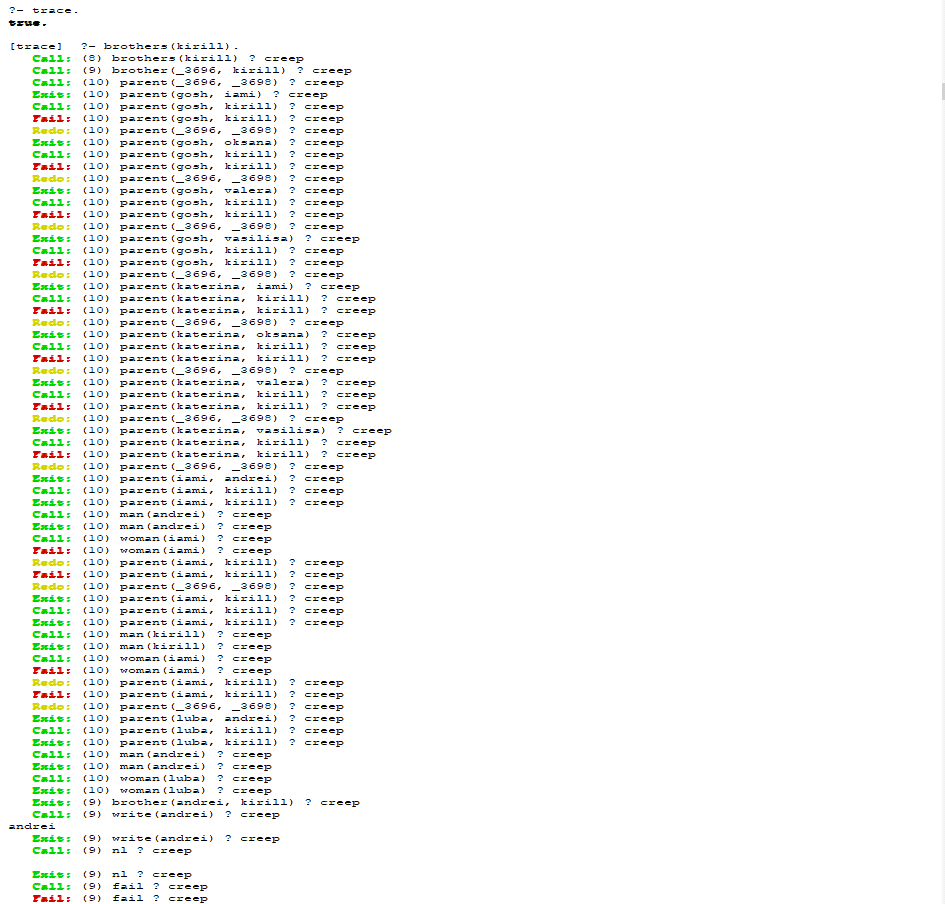 ?- trace.
true.
[trace]  ?- brothers(kirill).
Call: (8) brothers(kirill) ? creep
Call: (9) brother(_3696, kirill) ? creep
Call: (10) parent(_3696, _3698) ? creep
Exit: (10) parent(gosh, iami) ? creep
Call: (10) parent(gosh, kirill) ? creep
Fail: (10) parent(gosh, kirill) ? creep
Redo: (10) parent(_3696, _3698) ? creep
Exit: (10) parent(gosh, oksana) ? creep
Call: (10) parent(gosh, kirill) ? creep
Fail: (10) parent(gosh, kirill) ? creep
Redo: (10) parent(_3696, _3698) ? creep
Exit: (10) parent(gosh, valera) ? creep
Call: (10) parent(gosh, kirill) ? creep
Fail: (10) parent(gosh, kirill) ? creep
Redo: (10) parent(_3696, _3698) ? creep
Exit: (10) parent(gosh, vasilisa) ? creep
Call: (10) parent(gosh, kirill) ? creep
Fail: (10) parent(gosh, kirill) ? creep
Redo: (10) parent(_3696, _3698) ? creep
Exit: (10) parent(katerina, iami) ? creep
Call: (10) parent(katerina, kirill) ? creep
Fail: (10) parent(katerina, kirill) ? creep
Redo: (10) parent(_3696, _3698) ? creep
Exit: (10) parent(katerina, oksana) ? creep
Call: (10) parent(katerina, kirill) ? creep
Fail: (10) parent(katerina, kirill) ? creep
Redo: (10) parent(_3696, _3698) ? creep
Exit: (10) parent(katerina, valera) ? creep
Call: (10) parent(katerina, kirill) ? creep
Fail: (10) parent(katerina, kirill) ? creep
Redo: (10) parent(_3696, _3698) ? creep
Exit: (10) parent(katerina, vasilisa) ? creep
Call: (10) parent(katerina, kirill) ? creep
Fail: (10) parent(katerina, kirill) ? creep
Redo: (10) parent(_3696, _3698) ? creep
Exit: (10) parent(iami, andrei) ? creep
Call: (10) parent(iami, kirill) ? creep
Exit: (10) parent(iami, kirill) ? creep
Call: (10) man(andrei) ? creep
Exit: (10) man(andrei) ? creep
Call: (10) woman(iami) ? creep
Fail: (10) woman(iami) ? creep
Redo: (10) parent(iami, kirill) ? creep
Fail: (10) parent(iami, kirill) ? creep
Redo: (10) parent(_3696, _3698) ? creep
Exit: (10) parent(iami, kirill) ? creep
Call: (10) parent(iami, kirill) ? creep
Exit: (10) parent(iami, kirill) ? creep
Call: (10) man(kirill) ? creep
Exit: (10) man(kirill) ? creep
Call: (10) woman(iami) ? creep
Fail: (10) woman(iami) ? creep
Redo: (10) parent(iami, kirill) ? creep
Fail: (10) parent(iami, kirill) ? creep
Redo: (10) parent(_3696, _3698) ? creep
Exit: (10) parent(luba, andrei) ? creep
Call: (10) parent(luba, kirill) ? creep
Exit: (10) parent(luba, kirill) ? creep
Call: (10) man(andrei) ? creep
Exit: (10) man(andrei) ? creep
Call: (10) woman(luba) ? creep
Exit: (10) woman(luba) ? creep
Exit: (9) brother(andrei, kirill) ? creep
Call: (9) write(andrei) ? creep
andrei
Exit: (9) write(andrei) ? creep
Call: (9) nl ? creep
Exit: (9) nl ? creep
Call: (9) fail ? creep
Fail: (9) fail ? creep